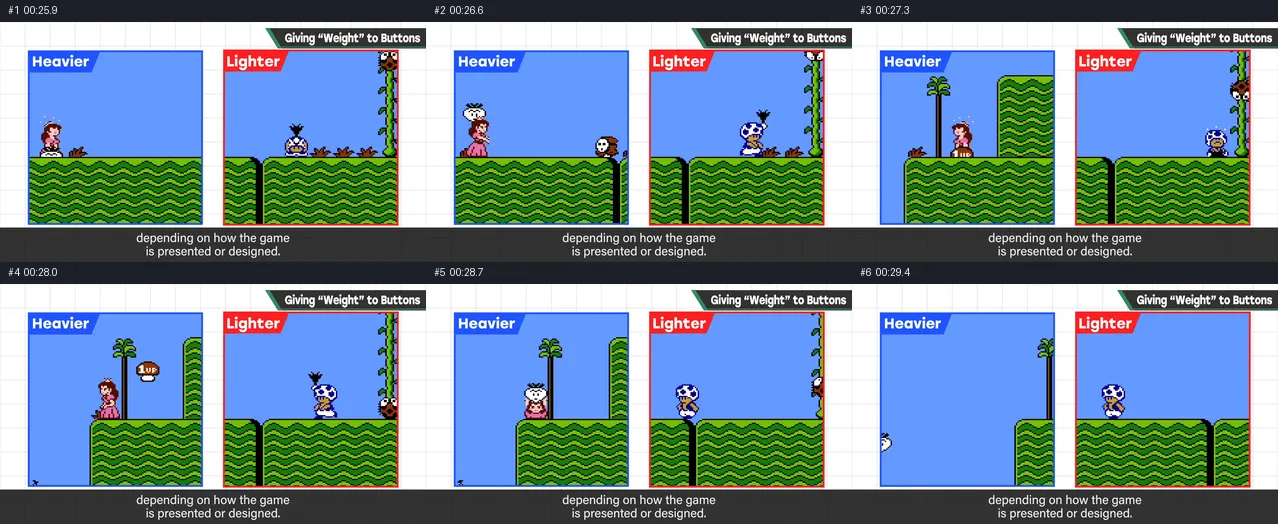 #1 00:25.9
Giving “Weight” to Buttons
Heavier
Lighter
depending on how the game
is presented or designed.
#2 00:26.6
Giving “Weight” to Buttons
Heavier
Lighter
depending on how the game
is presented or designed.
#3 00:27.3
Giving “Weight” to Buttons
Heavier
Lighter
1UP
depending on how the game
is presented or designed.
#4 00:28.0
Giving “Weight” to Buttons
Heavier
Lighter
1UP
depending on how the game
is presented or designed.
#5 00:28.7
Giving “Weight” to Buttons
Heavier
Lighter
depending on how the game
is presented or designed.
#6 00:29.4
Giving “Weight” to Buttons
Heavier
Lighter
depending on how the game
is presented or designed.